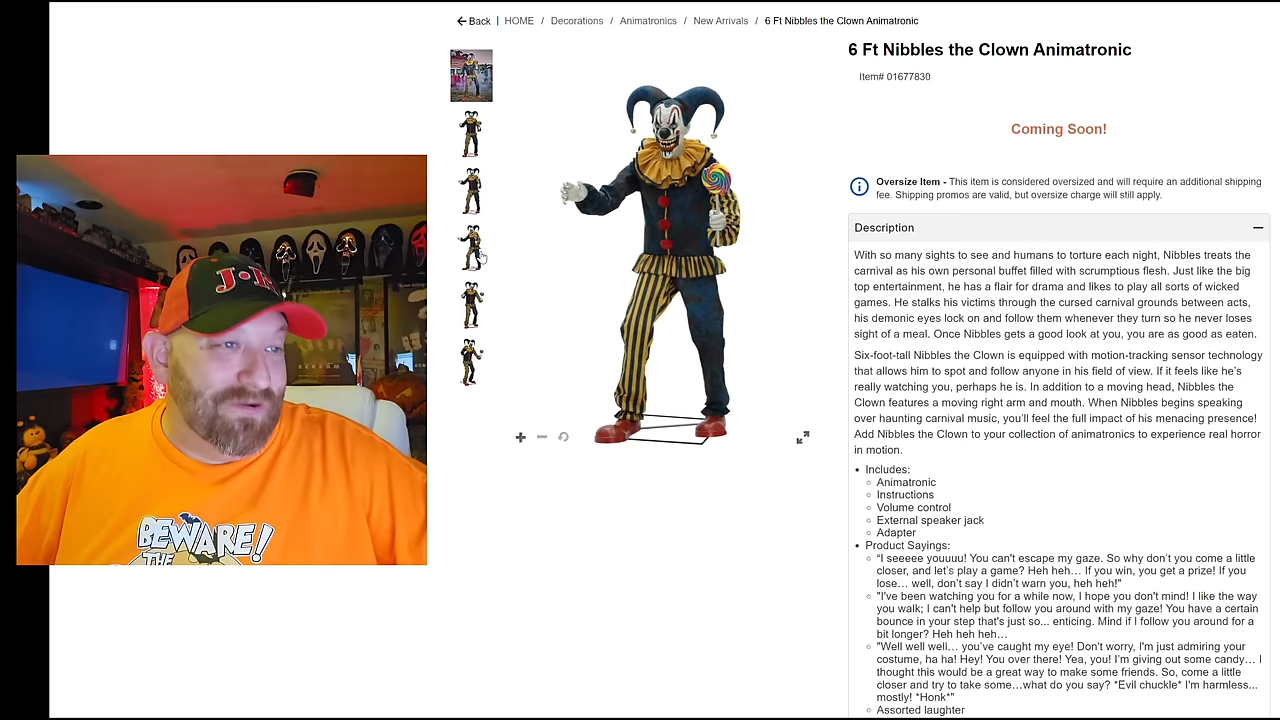 Back | HOME / Decorations / Animatronics / New Arrivals / 6 Ft Nibbles the Clown Animatronic
6 Ft Nibbles the Clown Animatronic
Item# 01677830
Coming Soon!
Oversize Item - This item is considered oversized and will require an additional shipping
fee. Shipping promos are valid, but oversize charge will still apply.
Description
With so many sights to see and humans to torture each night, Nibbles treats the
carnival as his own personal buffet filled with scrumptious flesh. Just like the big
top entertainment, he has a flair for drama and likes to play all sorts of wicked
games. He stalks his victims through the cursed carnival grounds between acts,
his demonic eyes lock on and follow them whenever they turn so he never loses
sight of a meal. Once Nibbles gets a good look at you, you are as good as eaten.
Six-foot-tall Nibbles the Clown is equipped with motion-tracking sensor technology
that allows him to spot and follow anyone in his field of view. If it feels like he's
really watching you, perhaps he is. In addition to a moving head, Nibbles the
Clown features a moving right arm and mouth. When Nibbles begins speaking
over haunting carnival music, you'll feel the full impact of his menacing presence!
Add Nibbles the Clown to your collection of animatronics to experience real horror
in motion.
Includes:
Animatronic
Instructions
Volume control
External speaker jack
Adapter
Product Sayings:
"I seeeee youuuu! You can't escape my gaze. So why don't you come a little
closer, and let's play a game? Heh heh… If you win, you get a prize! If you
lose… well, don't say I didn't warn you, heh heh!"
"I've been watching you for a while now, I hope you don't mind! I like the way
you walk; I can't help but follow you around with my gaze! You have a certain
bounce in your step that's just so... enticing. Mind if I follow you around for a
bit longer? Heh heh heh…
"Well well well… you've caught my eye! Don't worry, I'm just admiring your
costume, ha ha! Hey! You over there! Yea, you! I'm giving out some candy… I
thought this would be a great way to make some friends. So, come a little
closer and try to take some…what do you say? *Evil chuckle* I'm harmless...
mostly! *Honk*"
Assorted laughter
BEWARE!
THE